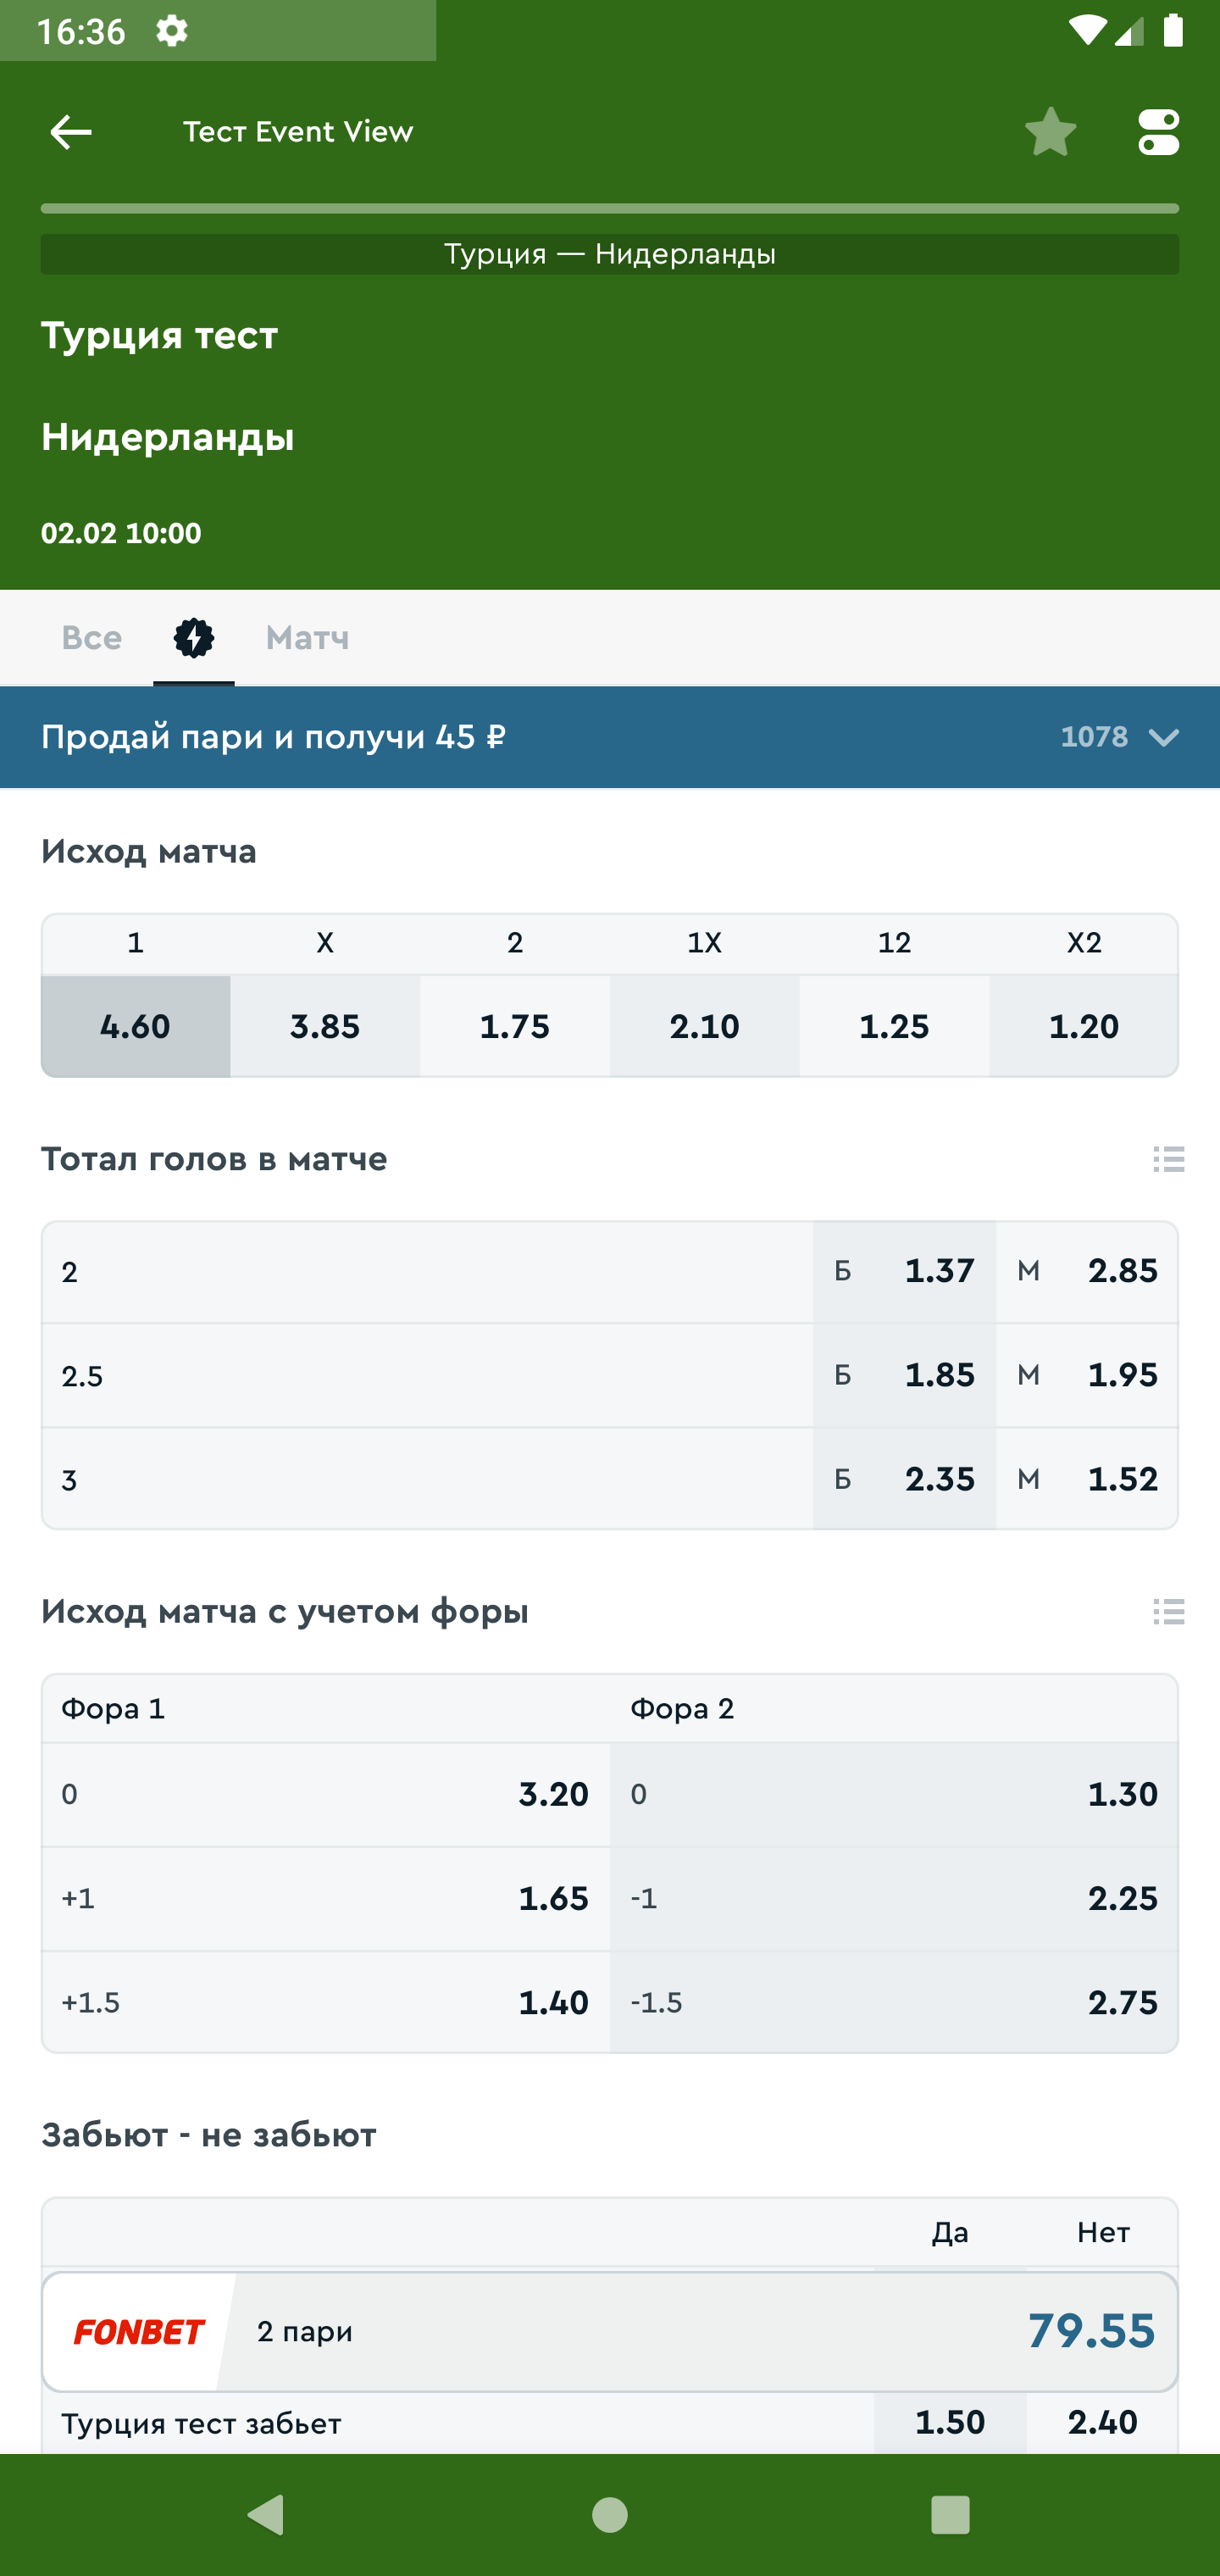 16:36
Тест Event View
Турция — Нидерланды
Турция тест
Нидерланды
02.02 10:00
Все Матч
Продай пари и получи 45 ₽ 1078
Исход матча
1 X 2 1X 12 X2
4.60 3.85 1.75 2.10 1.25 1.20
Тотал голов в матче
2 Б 1.37 М 2.85
2.5 Б 1.85 М 1.95
3 Б 2.35 М 1.52
Исход матча с учетом форы
Фора 1 Фора 2
0 3.20 0 1.30
+1 1.65 -1 2.25
+1.5 1.40 -1.5 2.75
Забьют - не забьют
Да Нет
FONBET 2 пари 79.55
Турция тест забьет 1.50 2.40